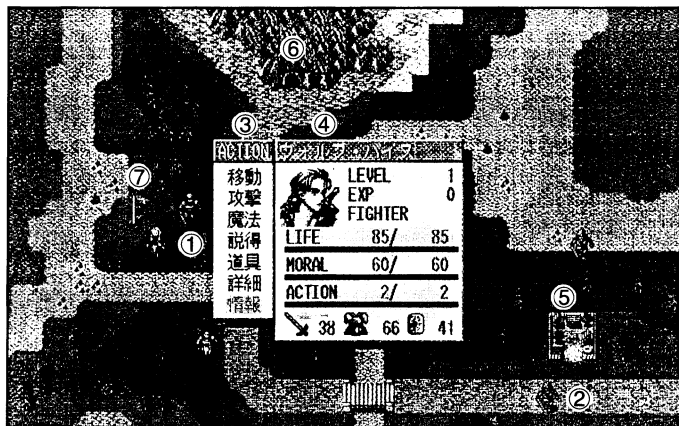 ⑥
③ ④
⑦
①
⑤
②
ACTION
移動
攻撃
魔法
説得
道具
詳細
情報
LEVEL 1
EXP 0
FIGHTER
LIFE 85/ 85
MORAL 60/ 60
ACTION 2/ 2
38 66 41